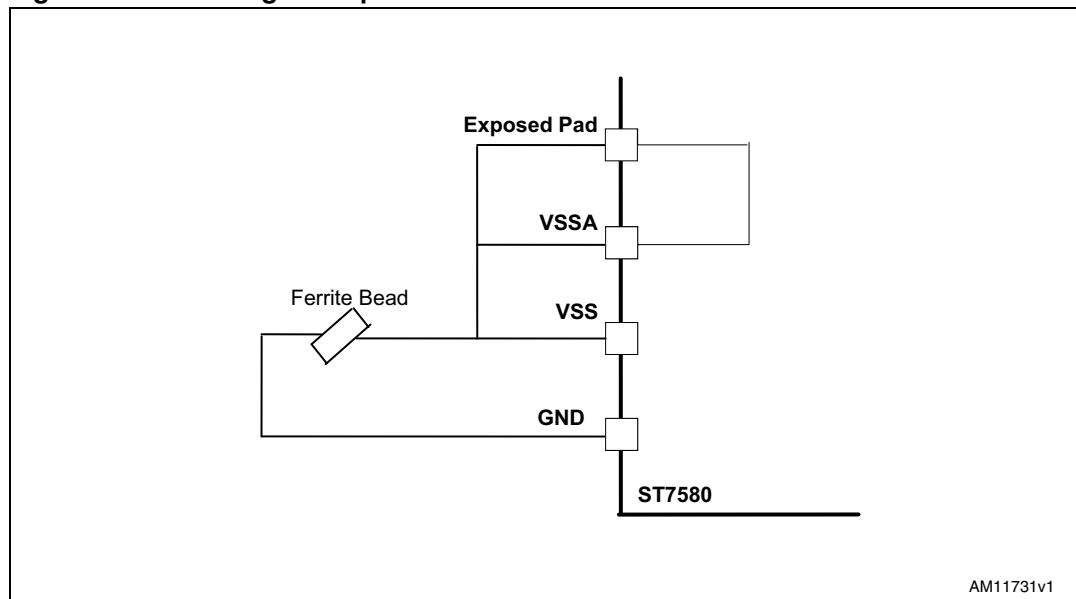 Exposed Pad
VSSA
Ferrite Bead
VSS
GND
ST7580
AM11731v1